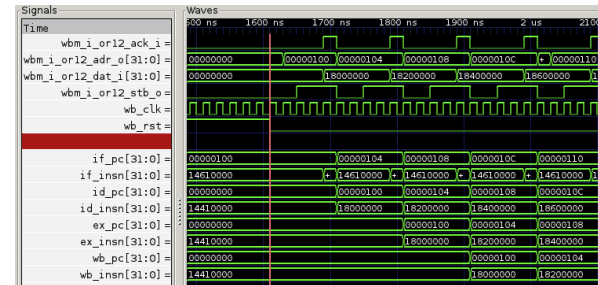 Signals Waves
Time 500 ns 1600 ns 1700 ns 1800 ns 1900 ns 2 us 2100
wbm_i_or12_ack_i =
wbm_i_or12_adr_o[31:0] = 00000000 00000100 00000104 00000108 0000010C + 00000110
wbm_i_or12_dat_i[31:0] = 00000000 18000000 18200000 18400000 18600000 1
wbm_i_or12_stb_o =
wb_clk =
wb_rst =
if_pc[31:0] = 00000100 00000104 00000108 0000010C 00000110
if_insn[31:0] = 14610000 + 14610000 + 14610000 + 14610000 + 14610000
id_pc[31:0] = 00000000 00000100 00000104 00000108 0000010C
id_insn[31:0] = 14410000 18000000 18200000 18400000 18600000
ex_pc[31:0] = 00000000 00000100 00000104 00000108
ex_insn[31:0] = 14410000 18000000 18200000 18400000
wb_pc[31:0] = 00000000 00000100 00000104
wb_insn[31:0] = 14410000 18000000 18200000